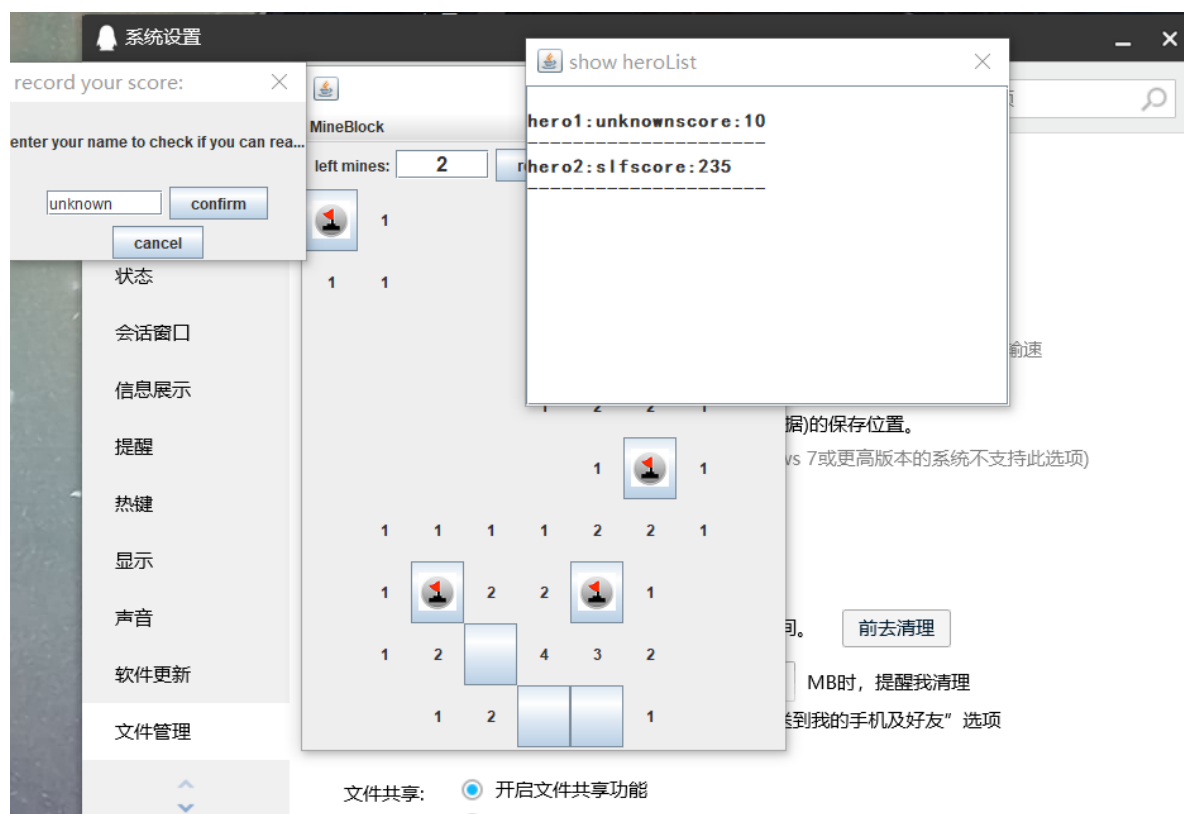 系统设置
record your score:
show heroList
enter your name to check if you can rea...
unknown
confirm
cancel
MineBlock
left mines:
2
hero1:unknownscore:10
---------------------
hero2:slfscore:235
---------------------
1
1 1
1 1
1 2 2 1
1 1 1 1 2 2 1
1 2 2 1
1 2 4 3 2
1 2 1
状态
会话窗口
信息展示
提醒
热键
显示
声音
软件更新
文件管理
输速
据)的保存位置。
ws 7或更高版本的系统不支持此选项)
间。
前去清理
MB时，提醒我清理
送到我的手机及好友”选项
文件共享:
开启文件共享功能